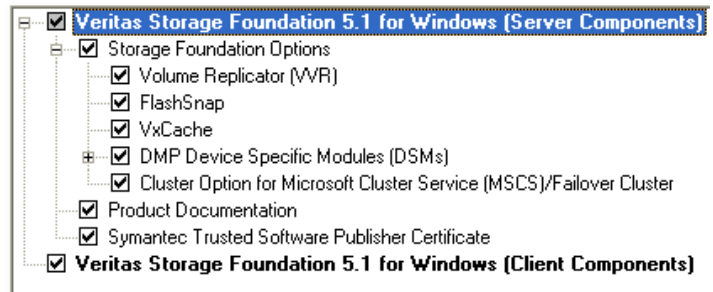 Veritas Storage Foundation 5.1 for Windows (Server Components)
Storage Foundation Options
Volume Replicator (VVR)
FlashSnap
VxCache
DMP Device Specific Modules (DSMs)
Cluster Option for Microsoft Cluster Service (MSCS)/Failover Cluster
Product Documentation
Symantec Trusted Software Publisher Certificate
Veritas Storage Foundation 5.1 for Windows (Client Components)